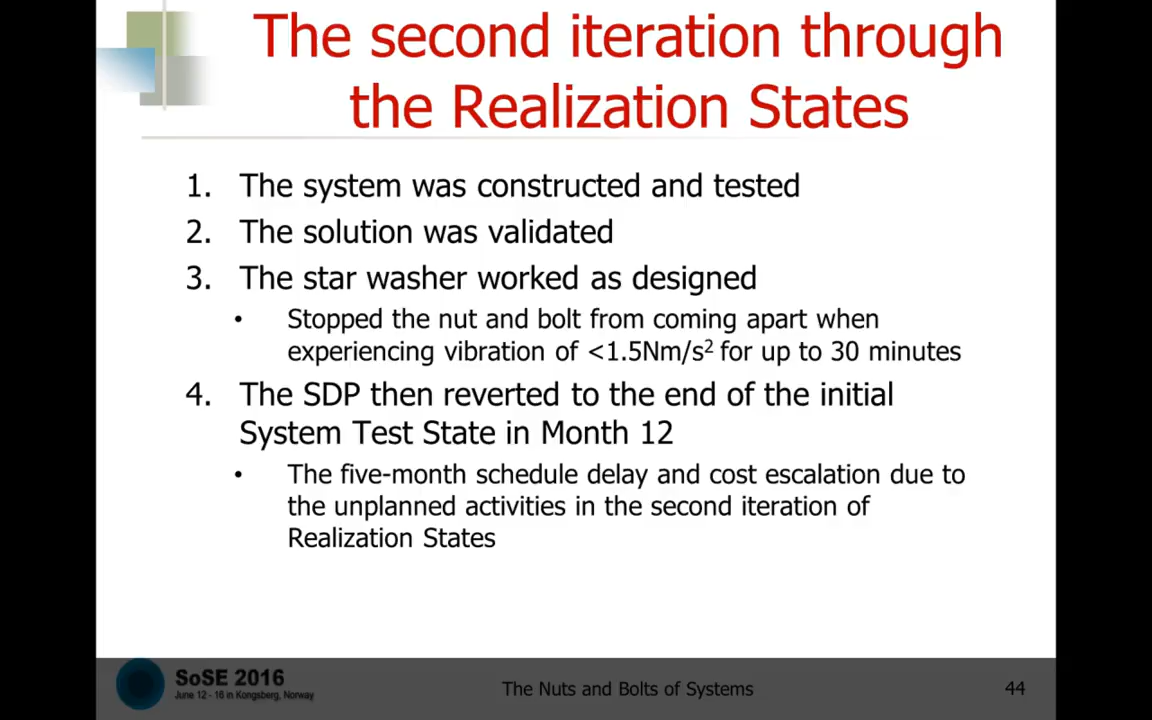 The second iteration through
the Realization States
1. The system was constructed and tested
2. The solution was validated
3. The star washer worked as designed
• Stopped the nut and bolt from coming apart when
experiencing vibration of <1.5Nm/s² for up to 30 minutes
4. The SDP then reverted to the end of the initial
System Test State in Month 12
• The five-month schedule delay and cost escalation due to
the unplanned activities in the second iteration of
Realization States
SoSE 2016
June 12 - 16 in Kongsberg, Norway
The Nuts and Bolts of Systems
44